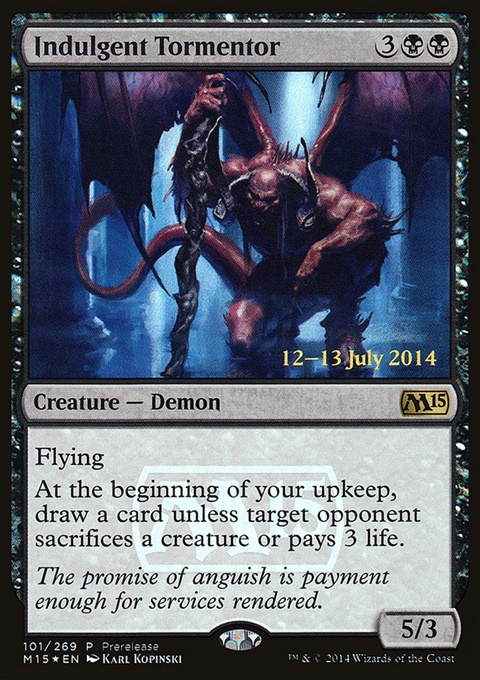 Indulgent Tormentor 3
12–13 July 2014
Creature — Demon M15
Flying
At the beginning of your upkeep,
draw a card unless target opponent
sacrifices a creature or pays 3 life.
The promise of anguish is payment
enough for services rendered.
5/3
101/269 P Prerelease
M15★EN Karl Kopinski ™ & © 2014 Wizards of the Coast